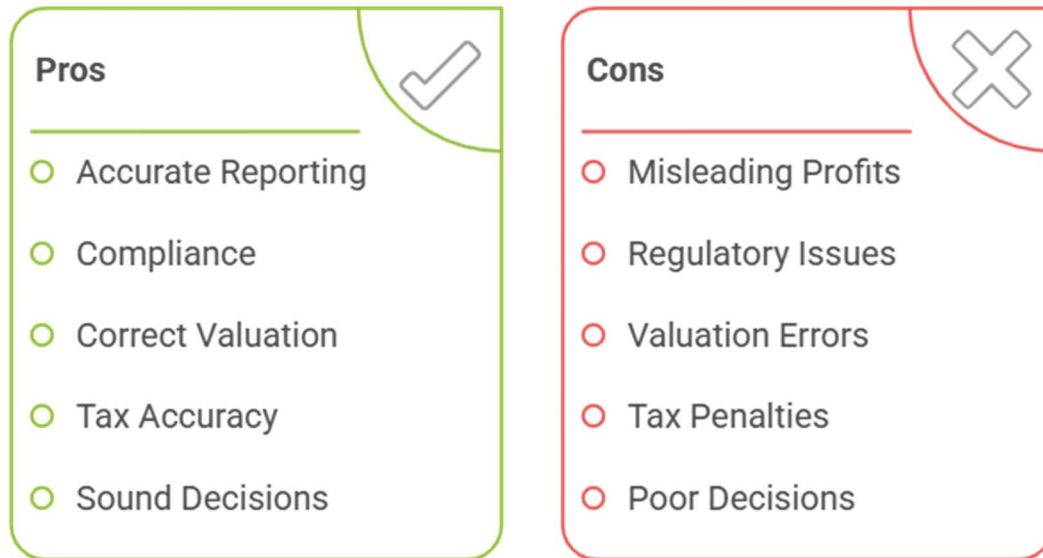 Pros
Accurate Reporting
Compliance
Correct Valuation
Tax Accuracy
Sound Decisions
Cons
Misleading Profits
Regulatory Issues
Valuation Errors
Tax Penalties
Poor Decisions